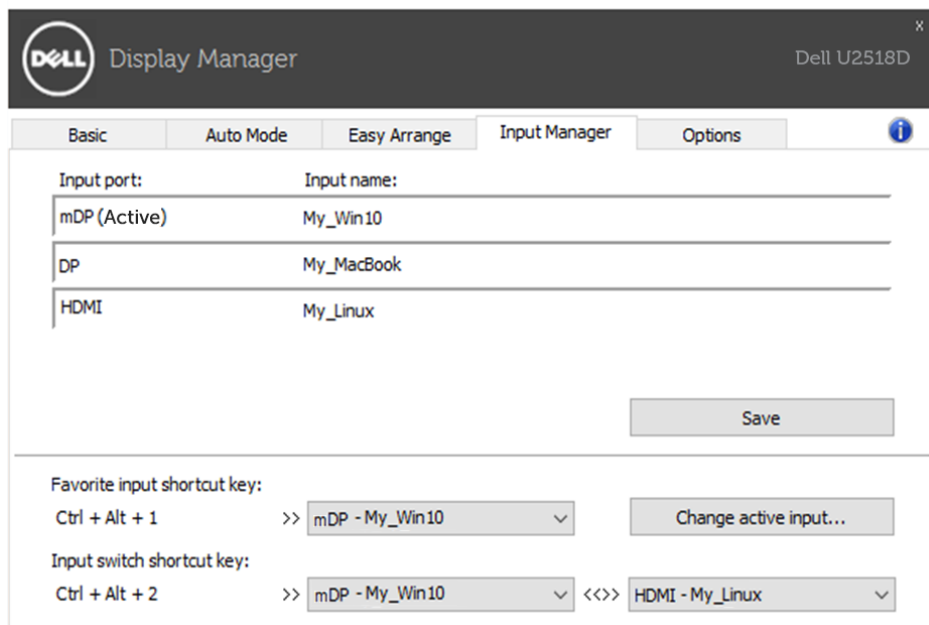 DELL Display Manager
x
Dell U2518D
Basic Auto Mode Easy Arrange Input Manager Options i
Input port: Input name:
mDP (Active) My_Win10
DP My_MacBook
HDMI My_Linux
Save
Favorite input shortcut key:
Ctrl + Alt + 1 >> mDP - My_Win10 Change active input...
Input switch shortcut key:
Ctrl + Alt + 2 >> mDP - My_Win10 <<>> HDMI - My_Linux